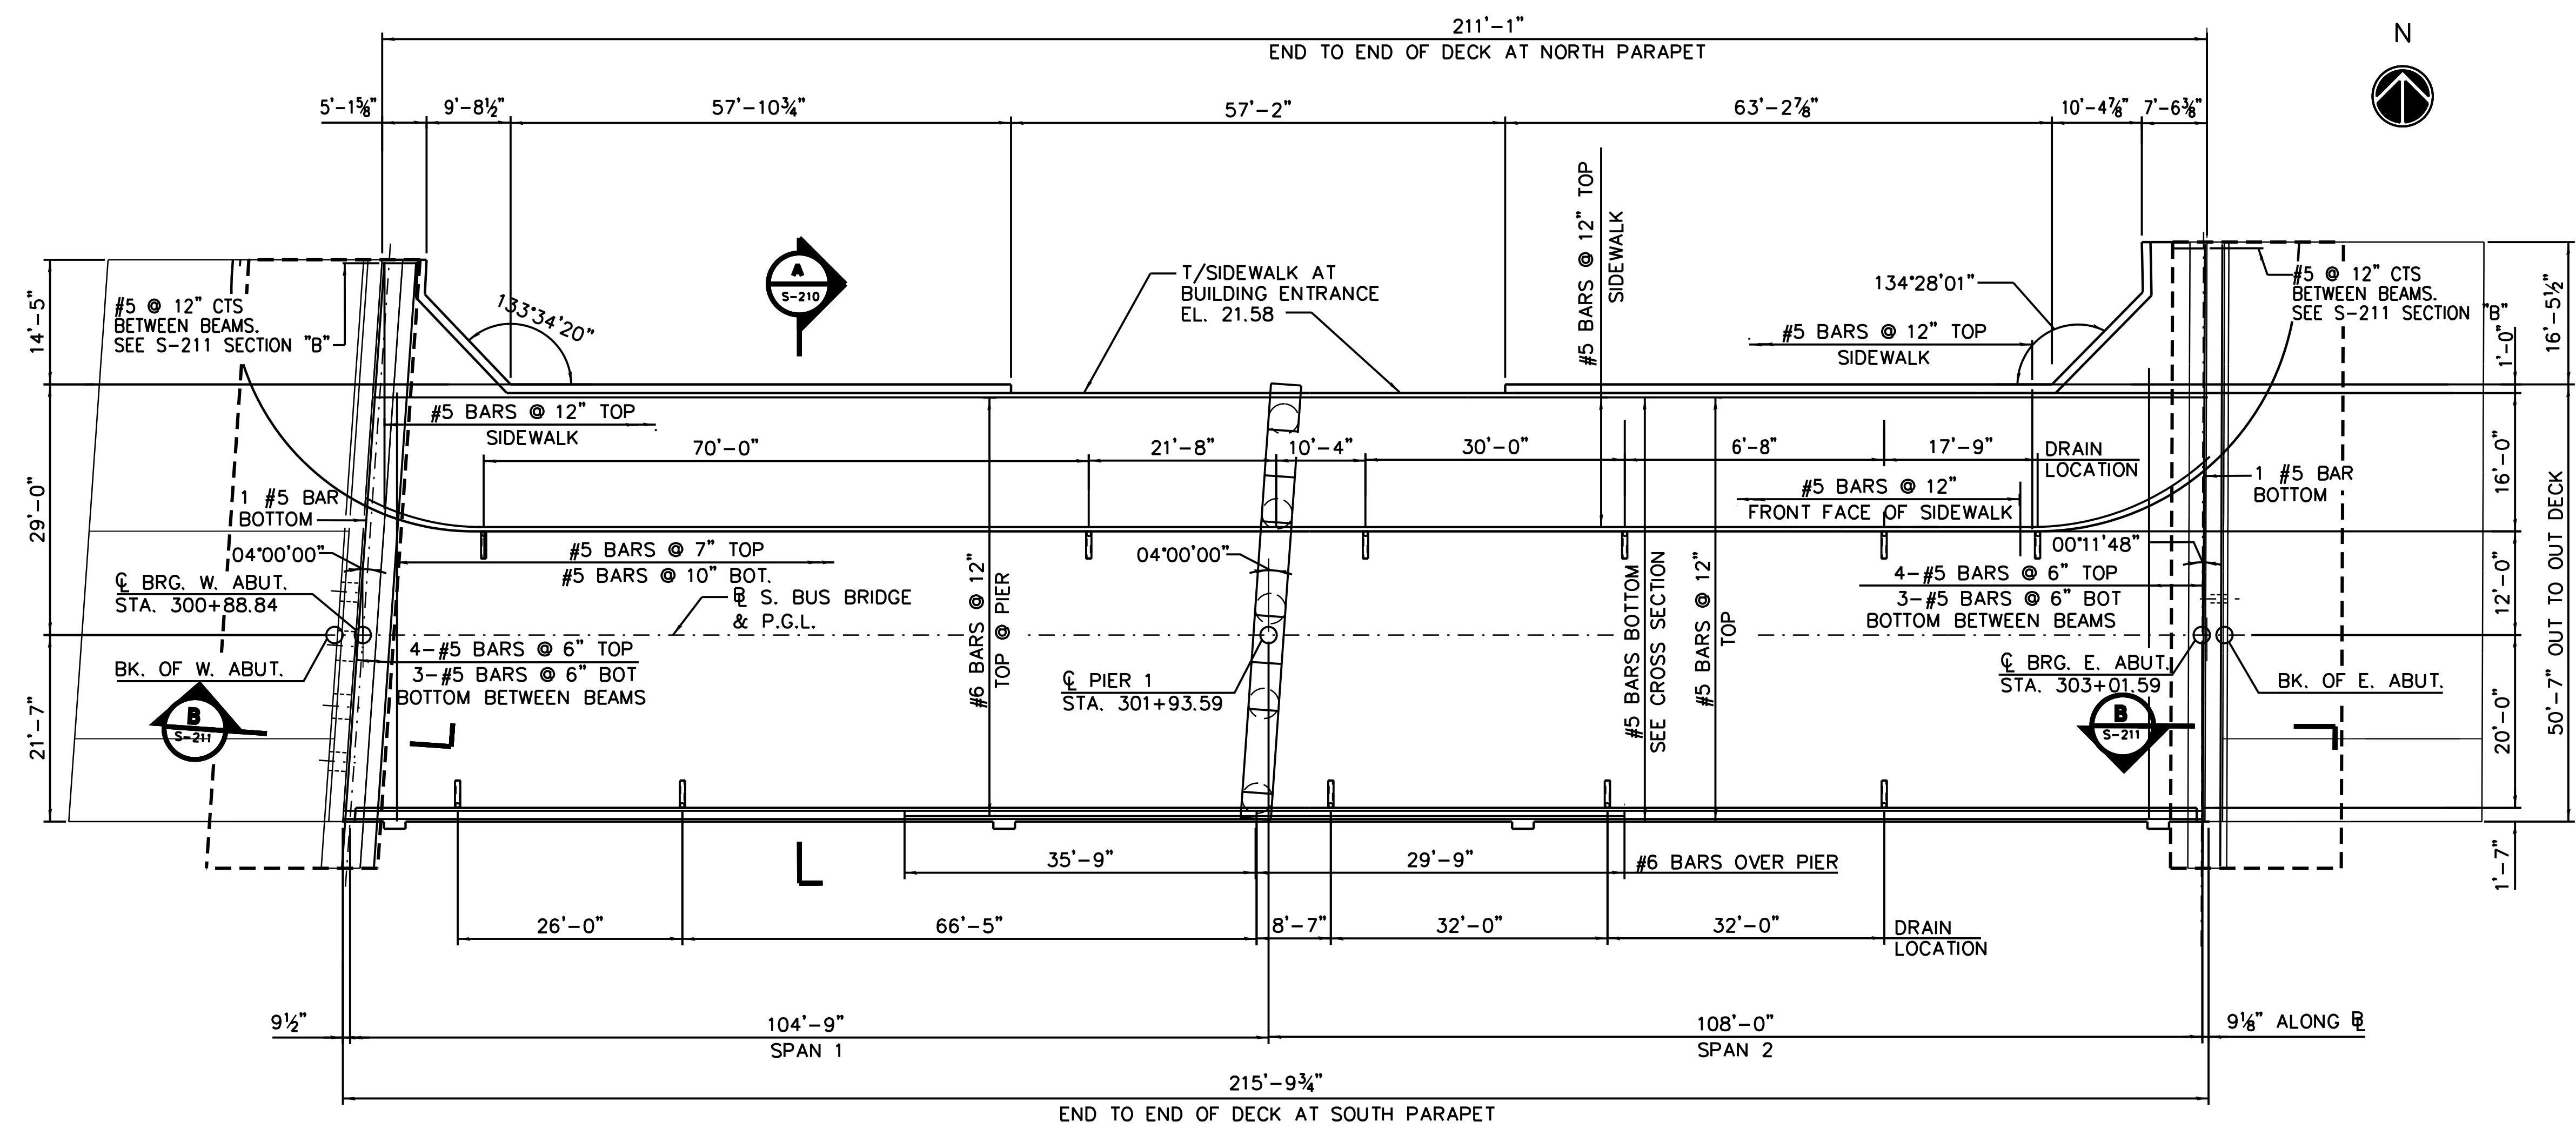 211'-1"
END TO END OF DECK AT NORTH PARAPET
N
5'-1⅝"
9'-8½"
57'-10¾"
57'-2"
63'-2⅞"
10'-4⅞"
7'-6⅜"
#5 BARS @ 12" TOP
SIDEWALK
A
S-210
T/SIDEWALK AT
BUILDING ENTRANCE
EL. 21.58
133°34'20"
134°28'01"
#5 @ 12" CTS
BETWEEN BEAMS.
SEE S-211 SECTION "B"
#5 @ 12" CTS
BETWEEN BEAMS.
SEE S-211 SECTION "B"
#5 BARS @ 12" TOP
SIDEWALK
14'-5"
29'-0"
21'-7"
16'-5½"
1'-0"
16'-0"
12'-0"
20'-0"
1'-7"
50'-7" OUT TO OUT DECK
#5 BARS @ 12" TOP
SIDEWALK
70'-0"
21'-8"
10'-4"
30'-0"
6'-8"
17'-9"
DRAIN
LOCATION
1 #5 BAR
BOTTOM
#5 BARS @ 12"
FRONT FACE OF SIDEWALK
1 #5 BAR
BOTTOM
04°00'00"
#5 BARS @ 7" TOP
#5 BARS @ 10" BOT.
04°00'00"
00°11'48"
℄ BRG. W. ABUT.
STA. 300+88.84
BL S. BUS BRIDGE
& P.G.L.
#6 BARS @ 12"
TOP @ PIER
#5 BARS BOTTOM
SEE CROSS SECTION
#5 BARS @ 12"
TOP
4-#5 BARS @ 6" TOP
3-#5 BARS @ 6" BOT
BOTTOM BETWEEN BEAMS
BK. OF W. ABUT.
4-#5 BARS @ 6" TOP
3-#5 BARS @ 6" BOT
BOTTOM BETWEEN BEAMS
℄ PIER 1
STA. 301+93.59
℄ BRG. E. ABUT.
STA. 303+01.59
BK. OF E. ABUT.
B
S-211
B
S-211
35'-9"
29'-9"
#6 BARS OVER PIER
26'-0"
66'-5"
8'-7"
32'-0"
32'-0"
DRAIN
LOCATION
9½"
104'-9"
SPAN 1
108'-0"
SPAN 2
9⅛" ALONG BL
215'-9¾"
END TO END OF DECK AT SOUTH PARAPET